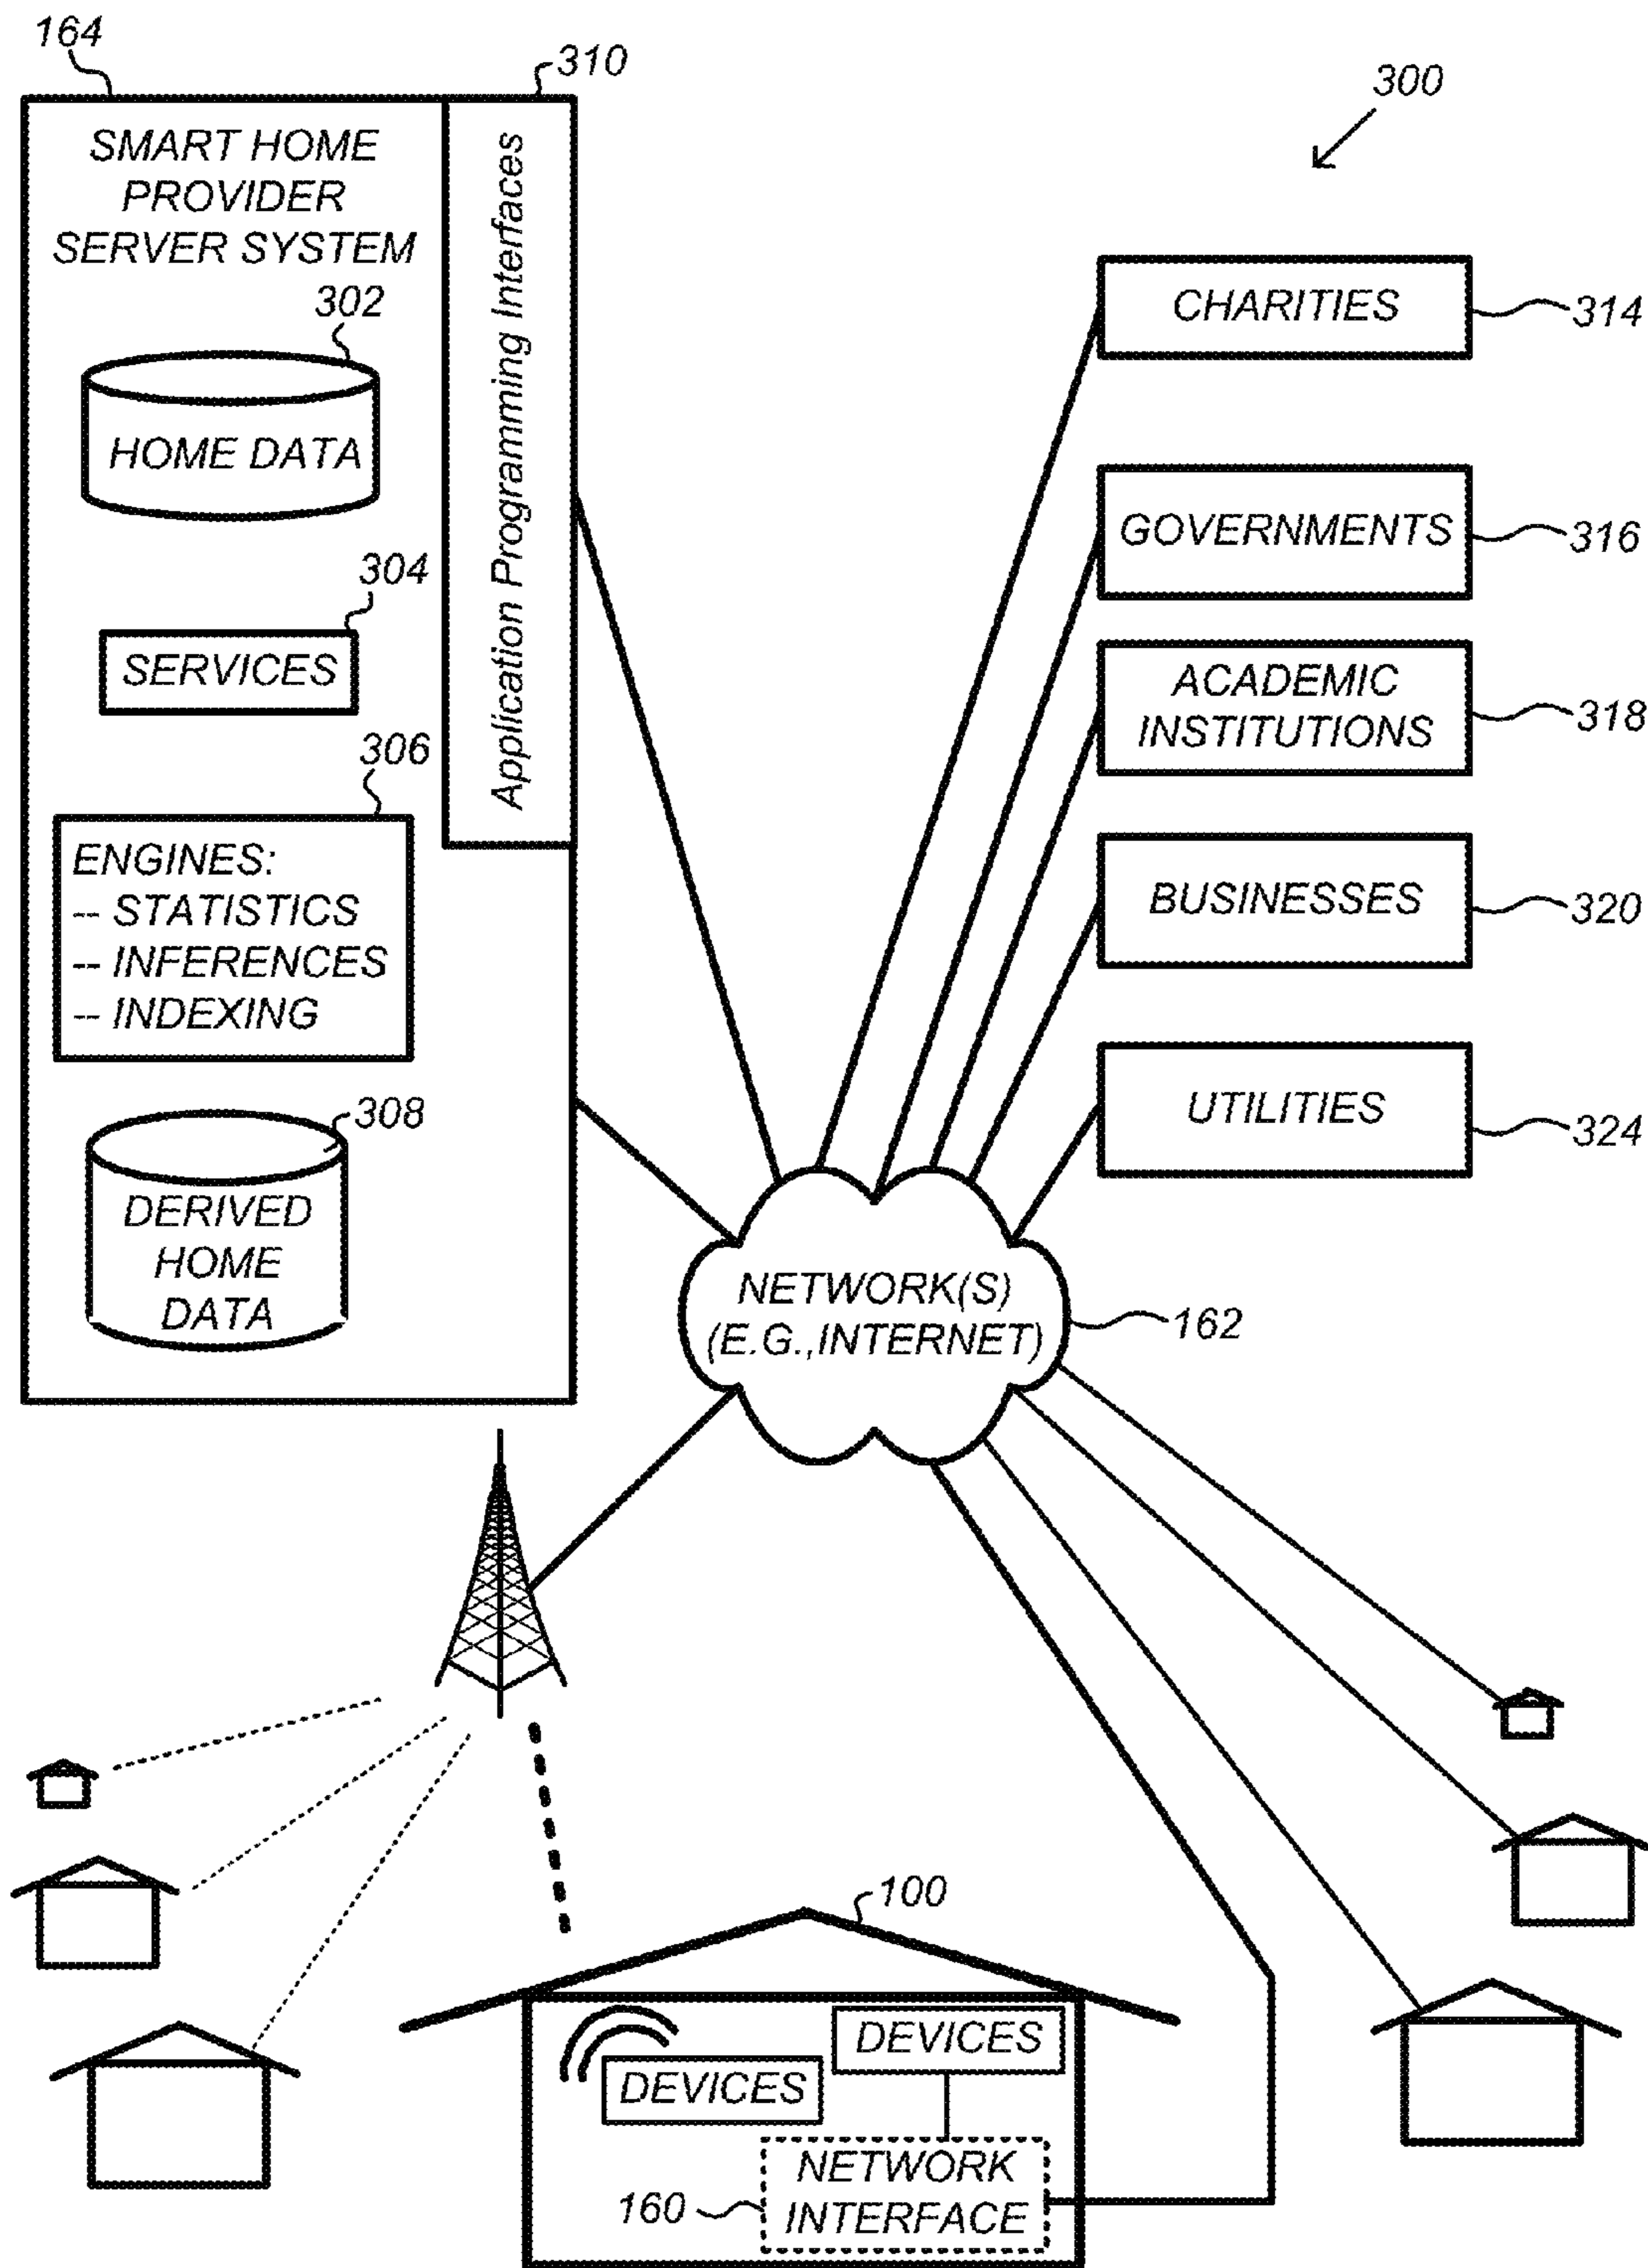 164
310
300
SMART HOME
PROVIDER
SERVER SYSTEM
Application Programming Interfaces
302
HOME DATA
304
SERVICES
306
ENGINES:
-- STATISTICS
-- INFERENCES
-- INDEXING
308
DERIVED
HOME
DATA
CHARITIES
314
GOVERNMENTS
316
ACADEMIC
INSTITUTIONS
318
BUSINESSES
320
UTILITIES
324
NETWORK(S)
(E.G.,INTERNET)
162
100
DEVICES
DEVICES
NETWORK
INTERFACE
160